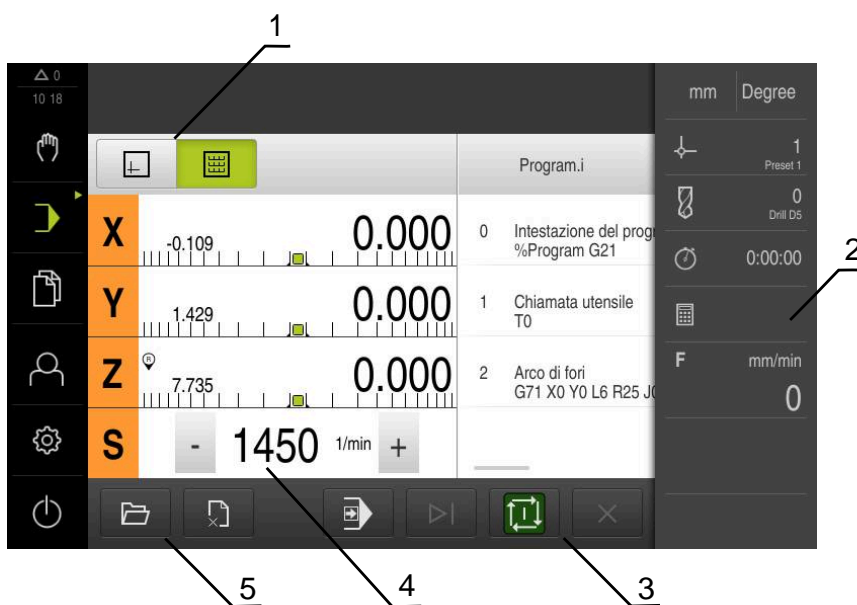 1
0
10 18
mm Degree
1
Preset 1
Program.i
0
Drill D5
X -0.109 0.000
0 Intestazione del progr
%Program G21
0:00:00
2
Y 1.429 0.000
1 Chiamata utensile
T0
Z R 7.735 0.000
2 Arco di fori
G71 X0 Y0 L6 R25 J0
F mm/min
0
S - 1450 1/min +
5 4 3